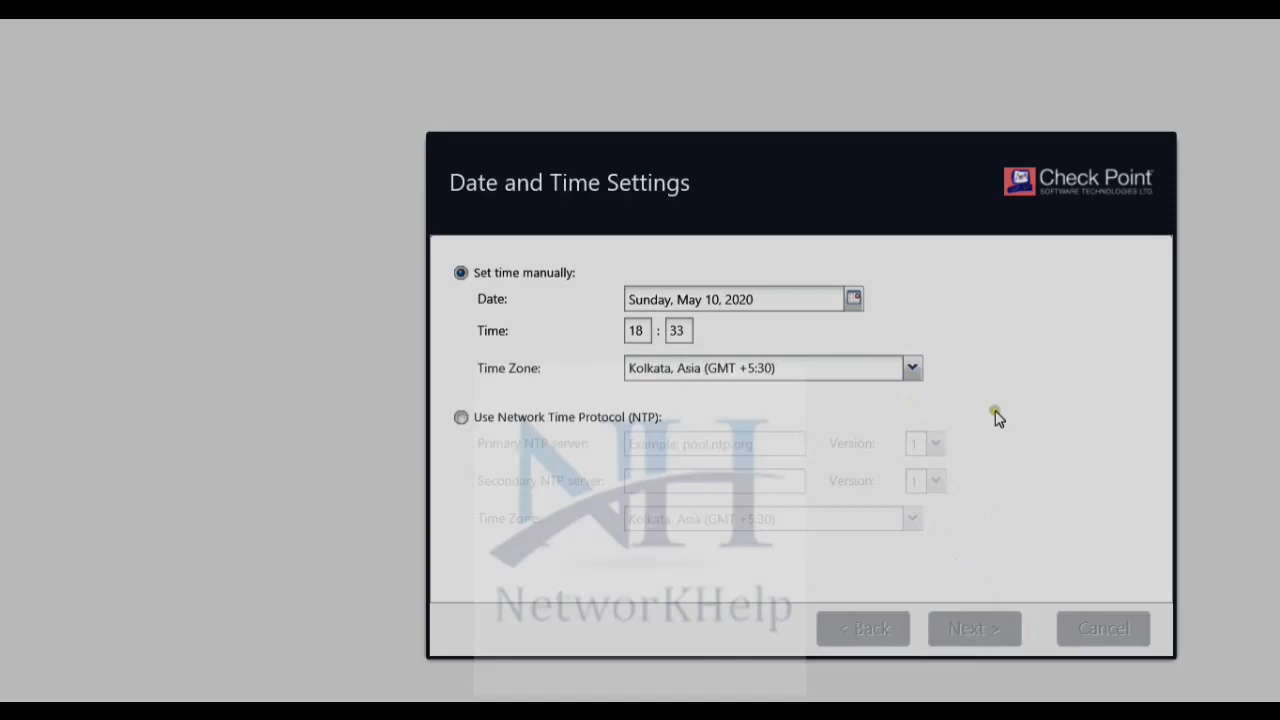 Date and Time Settings
Check Point
SOFTWARE TECHNOLOGIES LTD.
Set time manually:
Date: Sunday, May 10, 2020
Time: 18 : 33
Time Zone: Kolkata, Asia (GMT +5:30)
Use Network Time Protocol (NTP):
Primary NTP server: Example: pool.ntp.org Version: 1
Secondary NTP server: Version: 1
Time Zone: Kolkata, Asia (GMT +5:30)
NH
NetworKHelp
< Back Next > Cancel